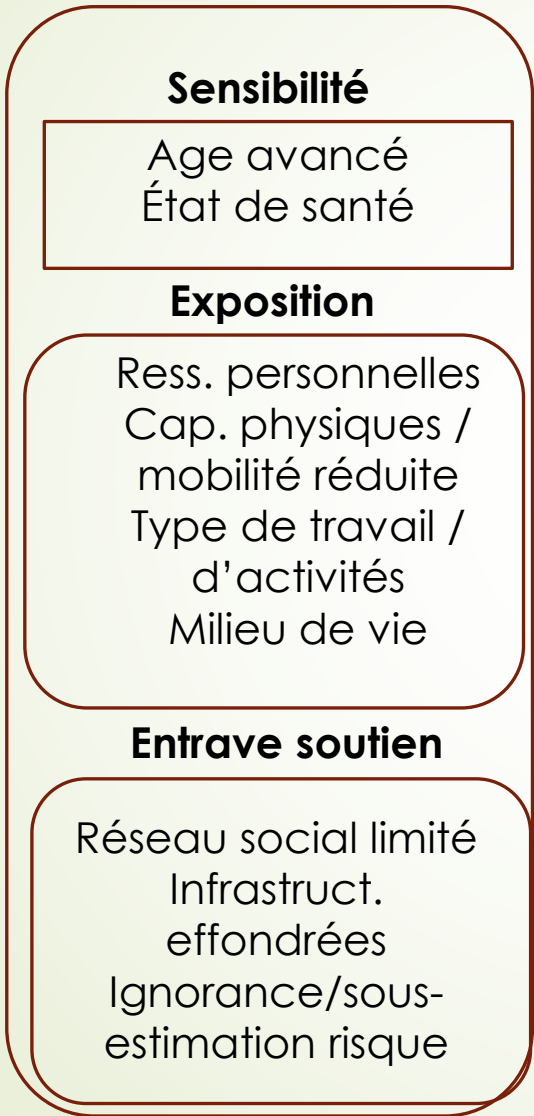 Sensibilité
Age avancé
État de santé
Exposition
Ress. personnelles
Cap. physiques /
mobilité réduite
Type de travail /
d’activités
Milieu de vie
Entrave soutien
Réseau social limité
Infrastruct.
effondrées
Ignorance/sous-
estimation risque